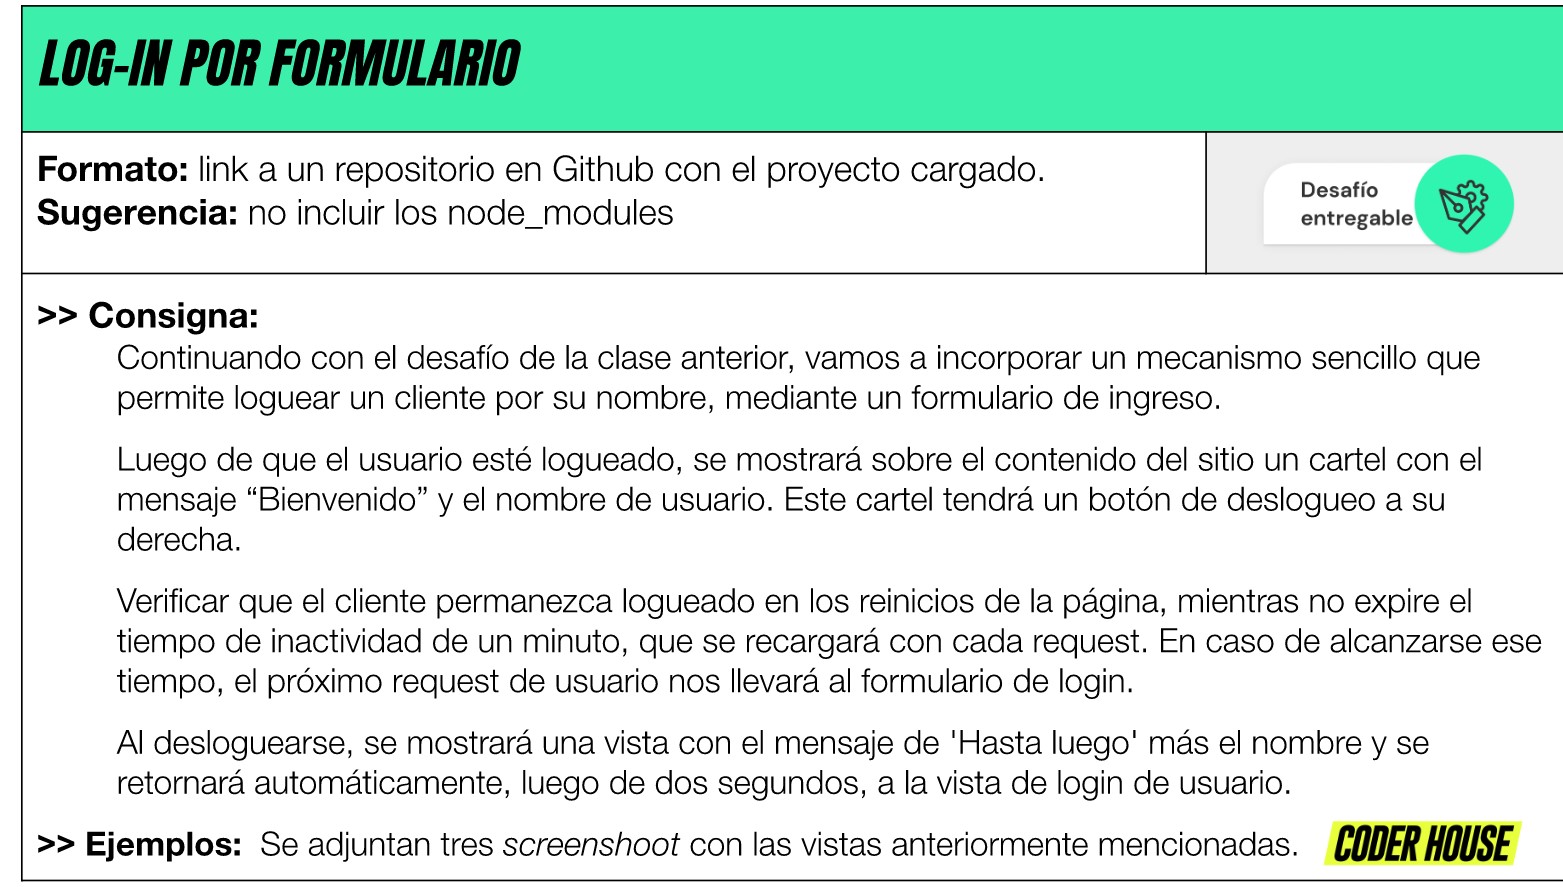 LOG-IN POR FORMULARIO
Formato: link a un repositorio en Github con el proyecto cargado.
Sugerencia: no incluir los node_modules
Desafío
entregable
>> Consigna:
Continuando con el desafío de la clase anterior, vamos a incorporar un mecanismo sencillo que
permite loguear un cliente por su nombre, mediante un formulario de ingreso.
Luego de que el usuario esté logueado, se mostrará sobre el contenido del sitio un cartel con el
mensaje “Bienvenido” y el nombre de usuario. Este cartel tendrá un botón de deslogueo a su
derecha.
Verificar que el cliente permanezca logueado en los reinicios de la página, mientras no expire el
tiempo de inactividad de un minuto, que se recargará con cada request. En caso de alcanzarse ese
tiempo, el próximo request de usuario nos llevará al formulario de login.
Al desloguearse, se mostrará una vista con el mensaje de 'Hasta luego' más el nombre y se
retornará automáticamente, luego de dos segundos, a la vista de login de usuario.
>> Ejemplos: Se adjuntan tres screenshoot con las vistas anteriormente mencionadas.
CODER HOUSE